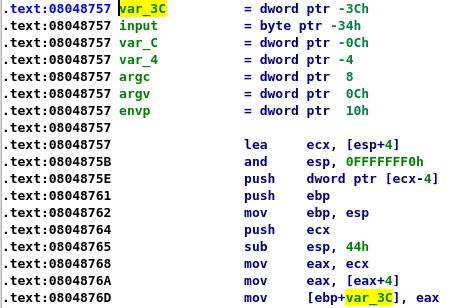 .text:08048757 var_3C = dword ptr -3Ch
.text:08048757 input = byte ptr -34h
.text:08048757 var_C = dword ptr -0Ch
.text:08048757 var_4 = dword ptr -4
.text:08048757 argc = dword ptr 8
.text:08048757 argv = dword ptr 0Ch
.text:08048757 envp = dword ptr 10h
.text:08048757
.text:08048757 lea ecx, [esp+4]
.text:0804875B and esp, 0FFFFFFF0h
.text:0804875E push dword ptr [ecx-4]
.text:08048761 push ebp
.text:08048762 mov ebp, esp
.text:08048764 push ecx
.text:08048765 sub esp, 44h
.text:08048768 mov eax, ecx
.text:0804876A mov eax, [eax+4]
.text:0804876D mov [ebp+var_3C], eax